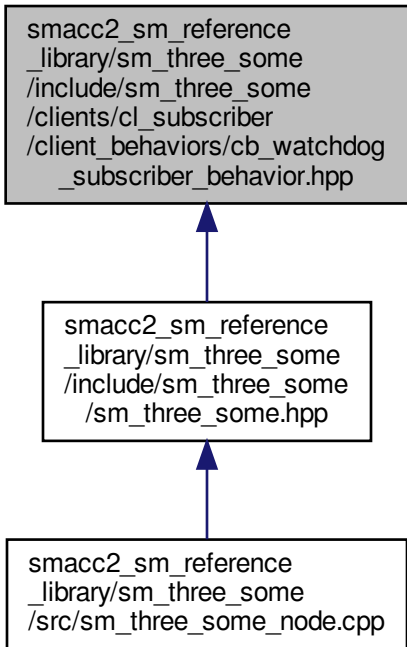 smacc2_sm_reference
_library/sm_three_some
/include/sm_three_some
/clients/cl_subscriber
/client_behaviors/cb_watchdog
_subscriber_behavior.hpp
smacc2_sm_reference
_library/sm_three_some
/include/sm_three_some
/sm_three_some.hpp
smacc2_sm_reference
_library/sm_three_some
/src/sm_three_some_node.cpp